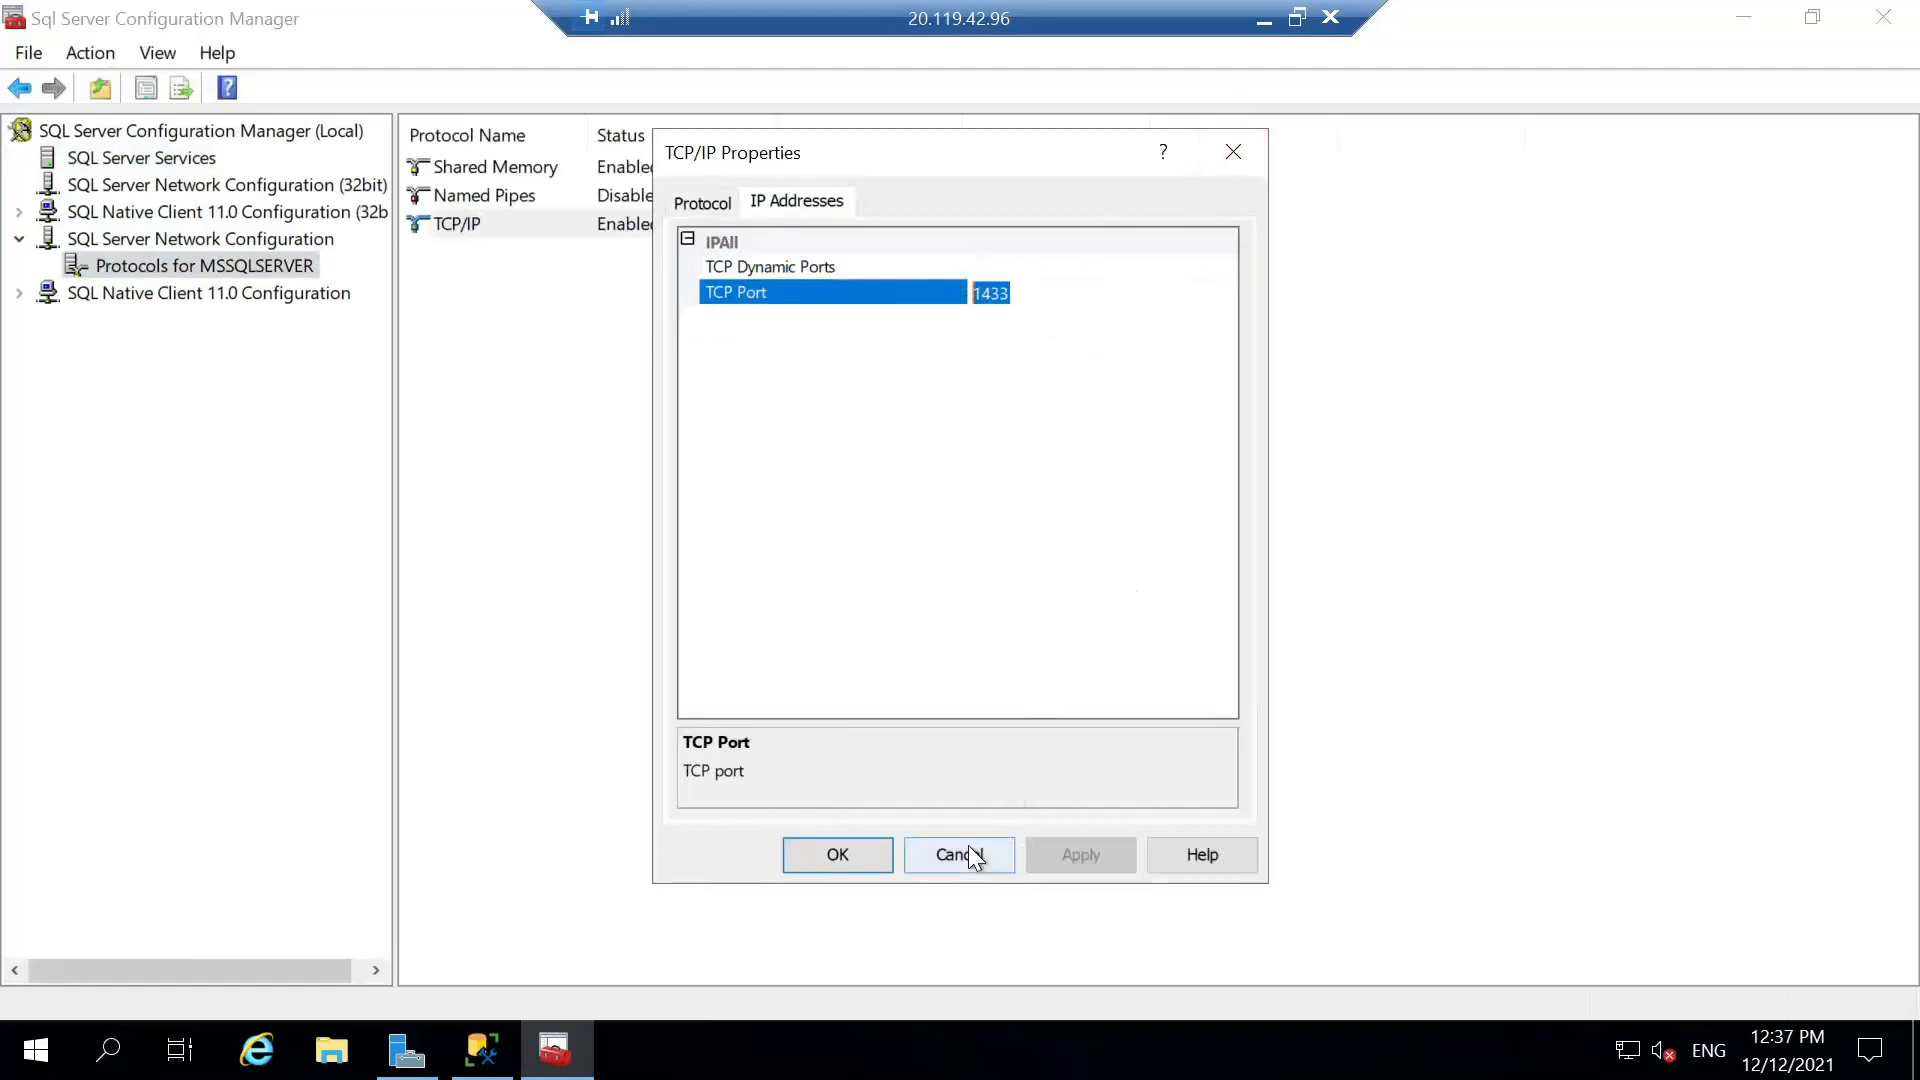 Sql Server Configuration Manager
20.119.42.96
File Action View Help
SQL Server Configuration Manager (Local)
SQL Server Services
SQL Server Network Configuration (32bit)
SQL Native Client 11.0 Configuration (32b
SQL Server Network Configuration
Protocols for MSSQLSERVER
SQL Native Client 11.0 Configuration
Protocol Name Status
Shared Memory Enabled
Named Pipes Disable
TCP/IP Enabled
TCP/IP Properties ?
Protocol IP Addresses
IPAll
TCP Dynamic Ports
TCP Port 1433
TCP Port
TCP port
OK Cancel Apply Help
ENG
12:37 PM
12/12/2021